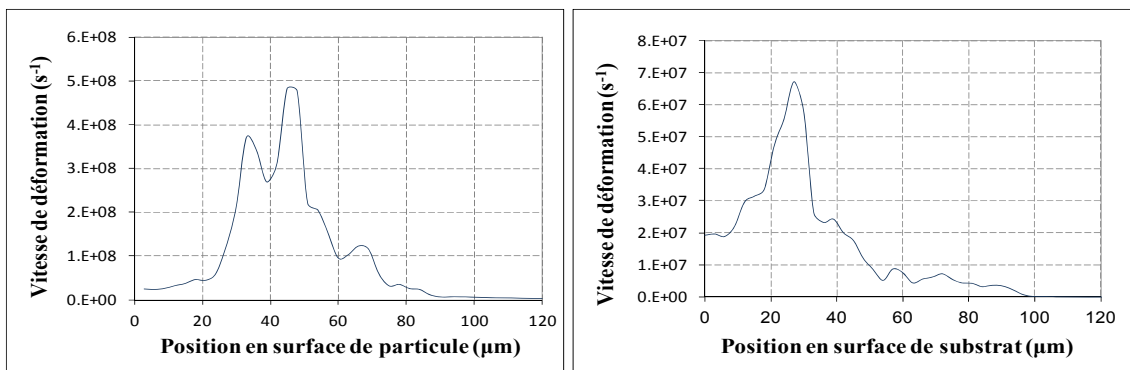 Vitesse de déformation (s-1)
6.E+08
5.E+08
4.E+08
3.E+08
2.E+08
1.E+08
0.E+00
0 20 40 60 80 100 120
Position en surface de particule (µm)
Vitesse de déformation (s-1)
8.E+07
7.E+07
6.E+07
5.E+07
4.E+07
3.E+07
2.E+07
1.E+07
0.E+00
0 20 40 60 80 100 120
Position en surface de substrat (µm)